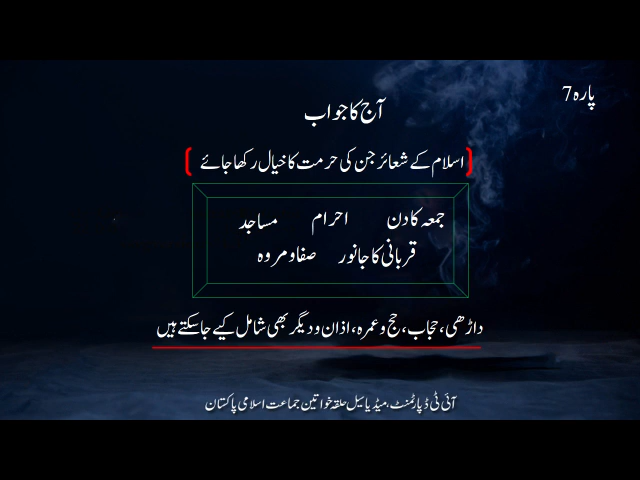 پارہ 7
آج کا جواب
(اسلام کے شعائر جن کی حرمت کا خیال رکھا جائے)
جمعہ کا دن احرام مساجد
قربانی کا جانور صفا و مروہ
داڑھی، حجاب، حج و عمرہ، اذان و دیگر بھی شامل کیے جا سکتے ہیں
آئی ٹی ڈپارٹمنٹ، میڈیا سیل حلقہ خواتین جماعت اسلامی پاکستان